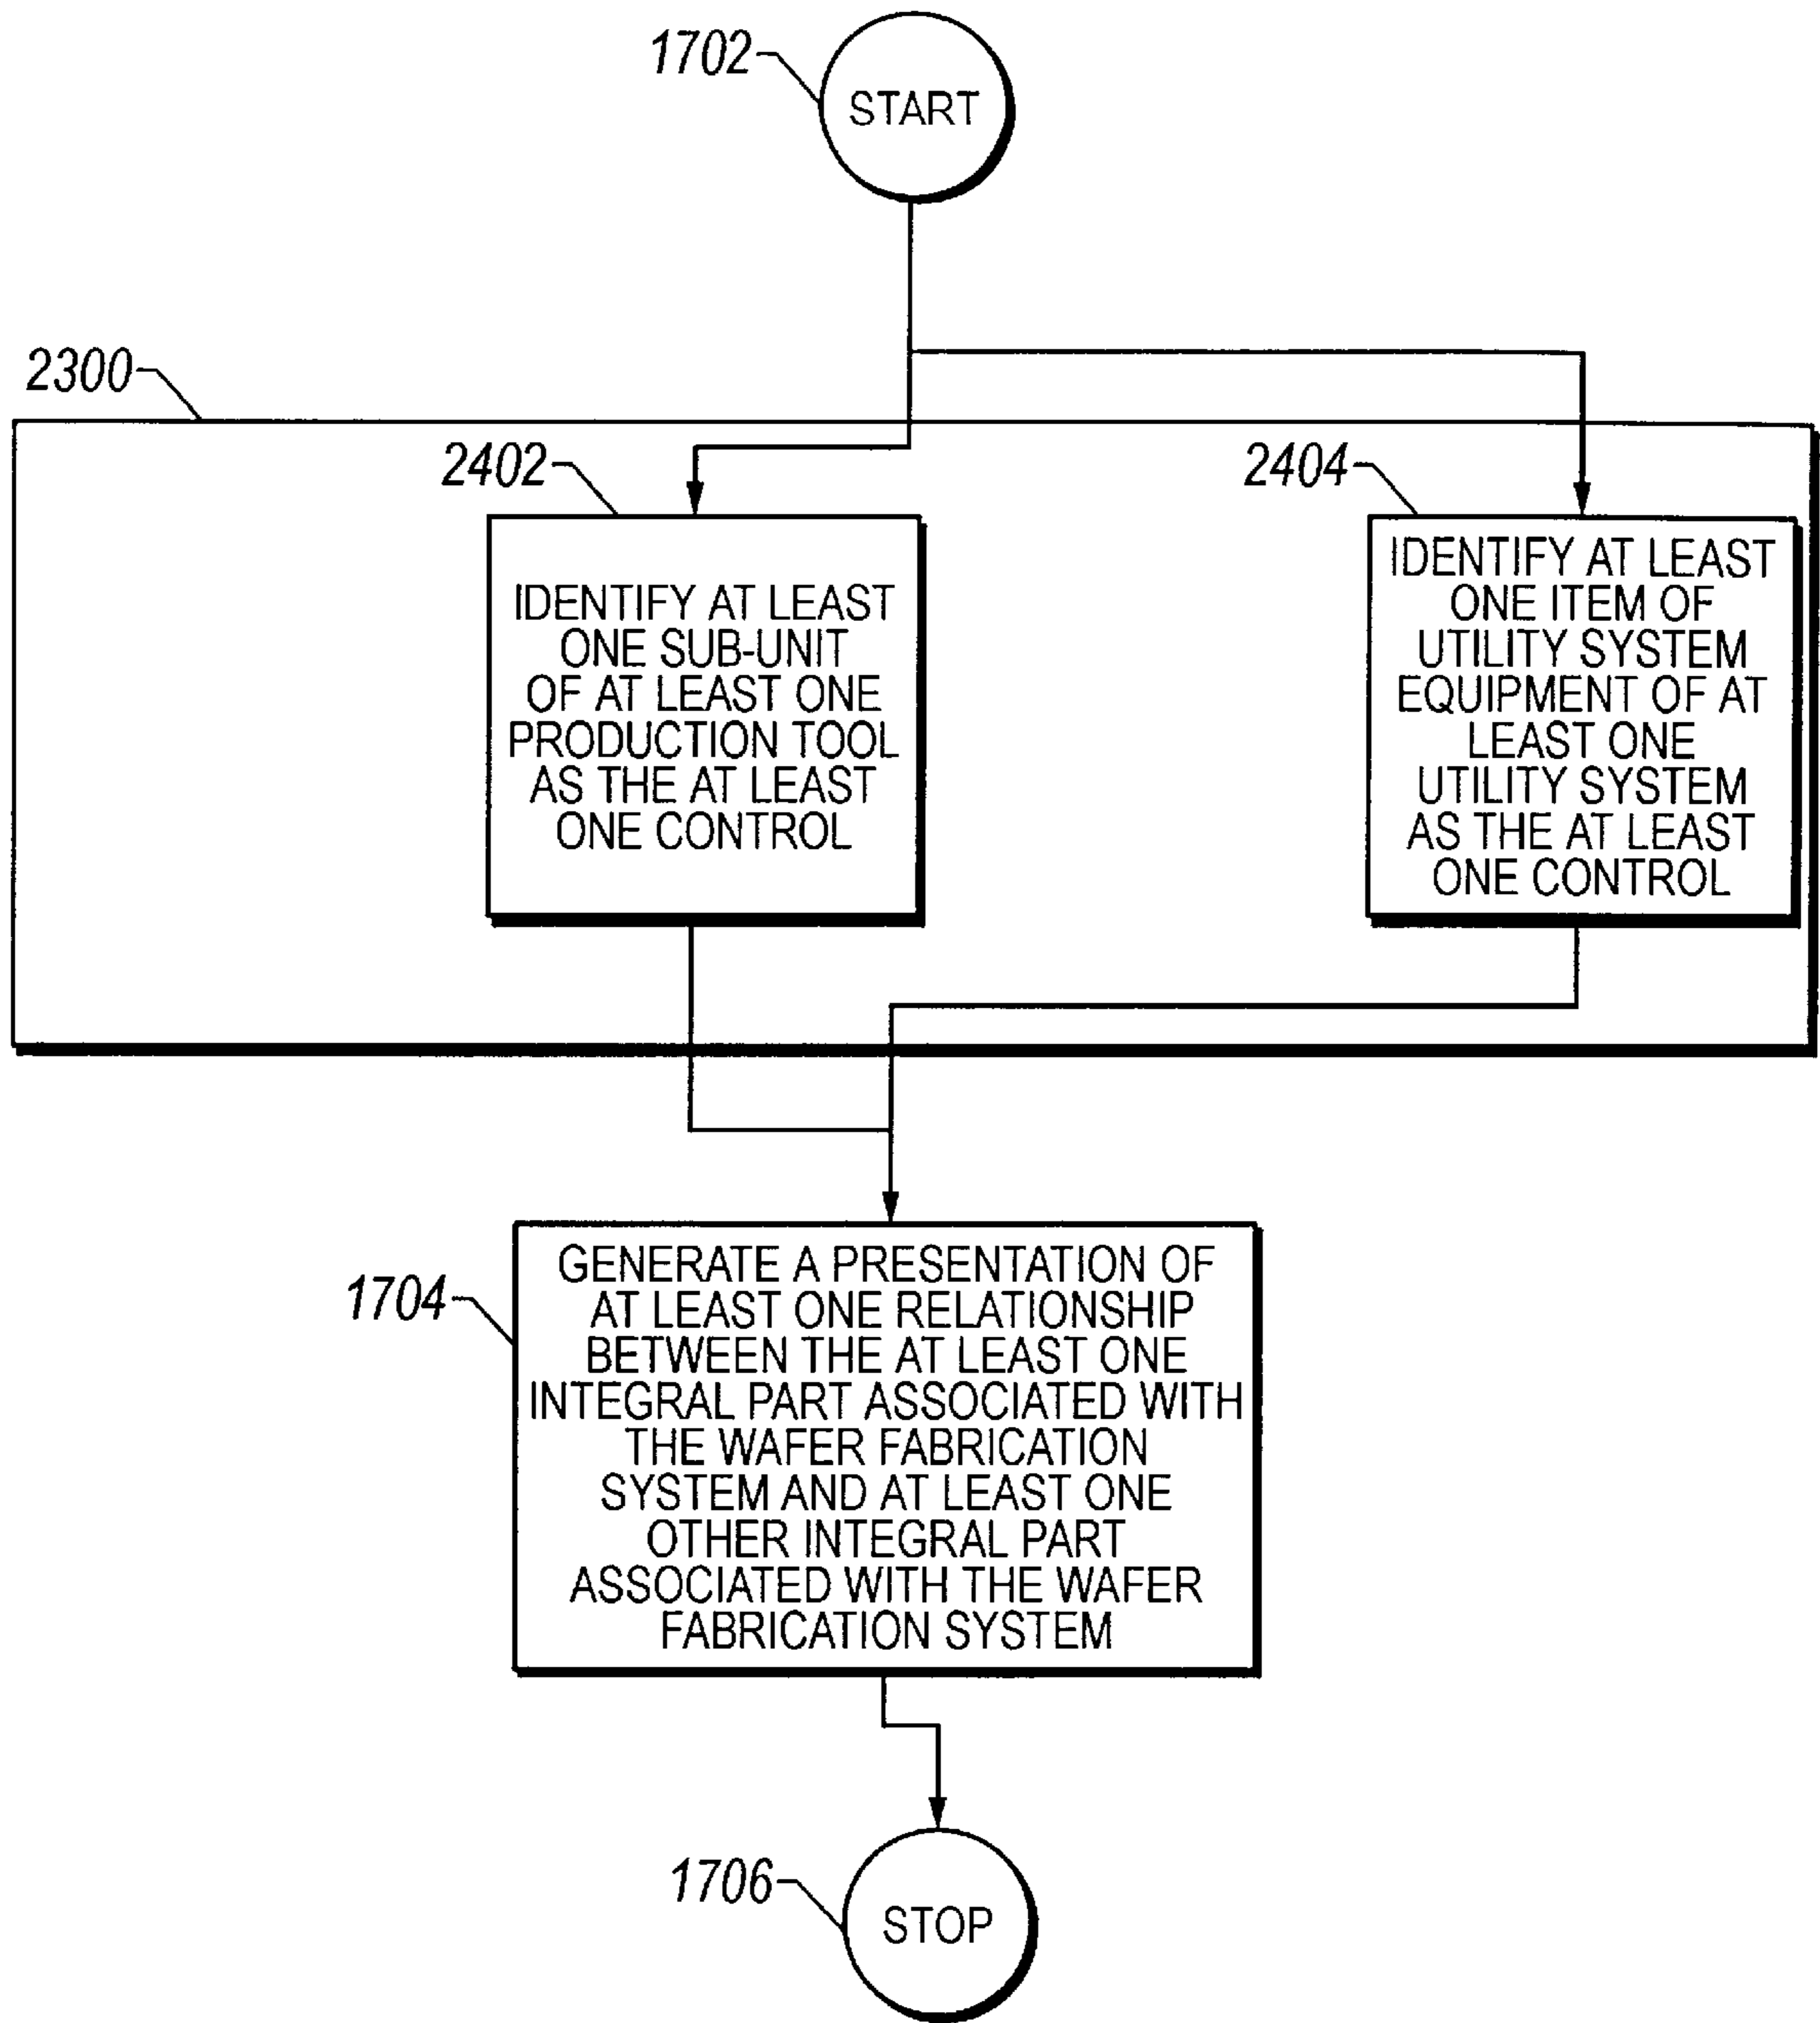 1702
START
2300
2402
IDENTIFY AT LEAST
ONE SUB-UNIT
OF AT LEAST ONE
PRODUCTION TOOL
AS THE AT LEAST
ONE CONTROL
2404
IDENTIFY AT LEAST
ONE ITEM OF
UTILITY SYSTEM
EQUIPMENT OF AT
LEAST ONE
UTILITY SYSTEM
AS THE AT LEAST
ONE CONTROL
1704
GENERATE A PRESENTATION OF
AT LEAST ONE RELATIONSHIP
BETWEEN THE AT LEAST ONE
INTEGRAL PART ASSOCIATED WITH
THE WAFER FABRICATION
SYSTEM AND AT LEAST ONE
OTHER INTEGRAL PART
ASSOCIATED WITH THE WAFER
FABRICATION SYSTEM
1706
STOP